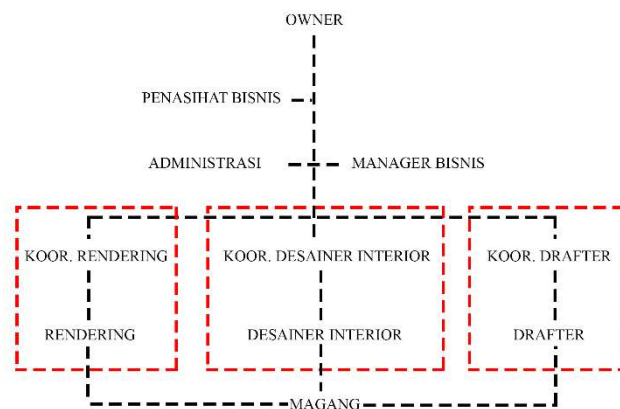 OWNER
PENASIHAT BISNIS
ADMINISTRASI
MANAGER BISNIS
KOOR. RENDERING
KOOR. DESAINER INTERIOR
KOOR. DRAFTER
RENDERING
DESAINER INTERIOR
DRAFTER
MAGANG